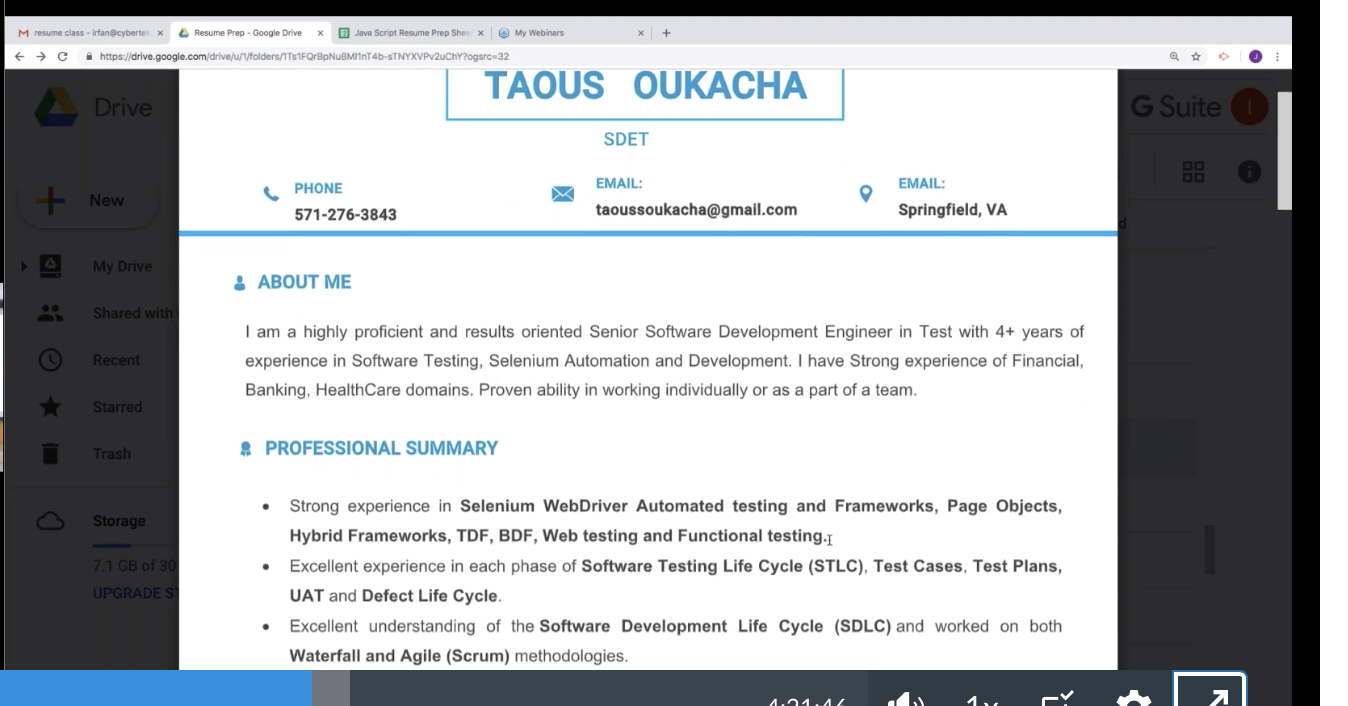 resume class - irfan@cybertek
Resume Prep - Google Drive
Java Script Resume Prep Shee
My Webinars
https://drive.google.com/drive/u/1/folders/1Ts1FQrBpNu8MI1nT4b-sTNYXVPv2uChY?ogsrc=32
TAOUS OUKACHA
Drive
G Suite
I
SDET
PHONE
571-276-3843
EMAIL:
taoussoukacha@gmail.com
EMAIL:
Springfield, VA
New
My Drive
Shared with
Recent
Starred
Trash
Storage
7.1 GB of 30
UPGRADE S
ABOUT ME
I am a highly proficient and results oriented Senior Software Development Engineer in Test with 4+ years of
experience in Software Testing, Selenium Automation and Development. I have Strong experience of Financial,
Banking, HealthCare domains. Proven ability in working individually or as a part of a team.
PROFESSIONAL SUMMARY
• Strong experience in Selenium WebDriver Automated testing and Frameworks, Page Objects,
Hybrid Frameworks, TDF, BDF, Web testing and Functional testing.
• Excellent experience in each phase of Software Testing Life Cycle (STLC), Test Cases, Test Plans,
UAT and Defect Life Cycle.
• Excellent understanding of the Software Development Life Cycle (SDLC) and worked on both
Waterfall and Agile (Scrum) methodologies.
4:21:46
1x